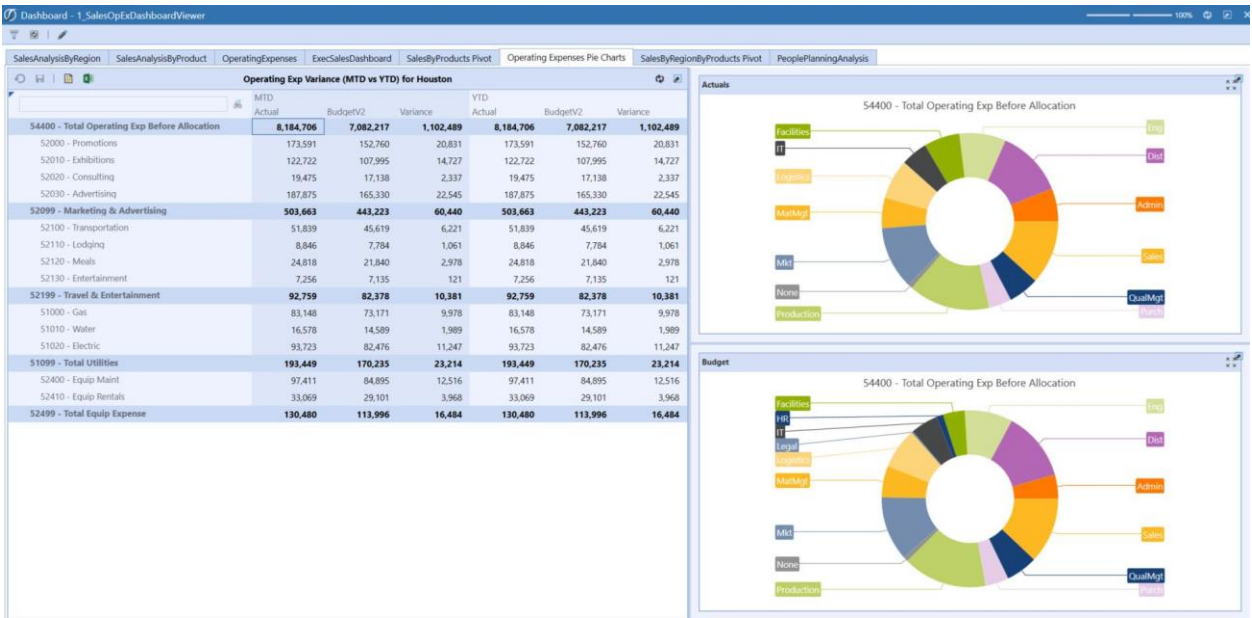 Dashboard - 1_SalesOpExDashboardViewer
100%
SalesAnalysisByRegion SalesAnalysisByProduct OperatingExpenses ExecSalesDashboard SalesByProducts Pivot Operating Expenses Pie Charts SalesByRegionByProducts Pivot PeoplePlanningAnalysis
Operating Exp Variance (MTD vs YTD) for Houston
MTD YTD
Actual BudgetV2 Variance Actual BudgetV2 Variance
54400 - Total Operating Exp Before Allocation 8,184,706 7,082,217 1,102,489 8,184,706 7,082,217 1,102,489
52000 - Promotions 173,591 152,760 20,831 173,591 152,760 20,831
52010 - Exhibitions 122,722 107,995 14,727 122,722 107,995 14,727
52020 - Consulting 19,475 17,138 2,337 19,475 17,138 2,337
52030 - Advertising 187,875 165,330 22,545 187,875 165,330 22,545
52099 - Marketing & Advertising 503,663 443,223 60,440 503,663 443,223 60,440
52100 - Transportation 51,839 45,619 6,221 51,839 45,619 6,221
52110 - Lodging 8,846 7,784 1,061 8,846 7,784 1,061
52120 - Meals 24,818 21,840 2,978 24,818 21,840 2,978
52130 - Entertainment 7,256 7,135 121 7,256 7,135 121
52199 - Travel & Entertainment 92,759 82,378 10,381 92,759 82,378 10,381
51000 - Gas 83,148 73,171 9,978 83,148 73,171 9,978
51010 - Water 16,578 14,589 1,989 16,578 14,589 1,989
51020 - Electric 93,723 82,476 11,247 93,723 82,476 11,247
51099 - Total Utilities 193,449 170,235 23,214 193,449 170,235 23,214
52400 - Equip Maint 97,411 84,895 12,516 97,411 84,895 12,516
52410 - Equip Rentals 33,069 29,101 3,968 33,069 29,101 3,968
52499 - Total Equip Expense 130,480 113,996 16,484 130,480 113,996 16,484
Actuals
54400 - Total Operating Exp Before Allocation
Facilities
IT
Logistics
MatMgt
Mkt
None
Production
Eng
Dist
Admin
Sales
QualMgt
Purch
Budget
54400 - Total Operating Exp Before Allocation
Facilities
HR
IT
Legal
Logistics
MatMgt
Mkt
None
Production
Eng
Dist
Admin
Sales
QualMgt
Purch